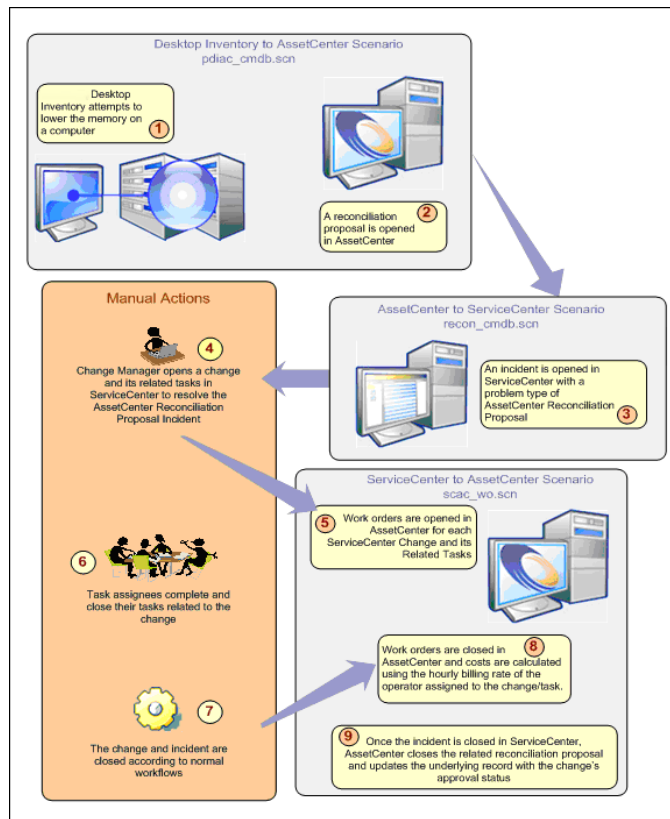 Desktop Inventory to AssetCenter Scenario
pdiac_cmdb.scn
Desktop
Inventory attempts to
lower the memory on
a computer
1
2
A reconciliation
proposal is opened
in AssetCenter
AssetCenter to ServiceCenter Scenario
recon_cmdb.scn
An incident is opened in
ServiceCenter with a
problem type of
AssetCenter Reconciliation
Proposal
3
Manual Actions
4
Change Manager opens a change
and its related tasks in
ServiceCenter to resolve the
AssetCenter Reconciliation
Proposal Incident
ServiceCenter to AssetCenter Scenario
scac_wo.scn
5
Work orders are opened in
AssetCenter for each
ServiceCenter Change and its
Related Tasks
6
Task assignees complete and
close their tasks related to the
change
7
The change and incident are
closed according to normal
workflows
8
Work orders are closed in
AssetCenter and costs are calculated
using the hourly billing rate of the
operator assigned to the change/task.
9
Once the incident is closed in ServiceCenter,
AssetCenter closes the related reconciliation proposal
and updates the underlying record with the change's
approval status